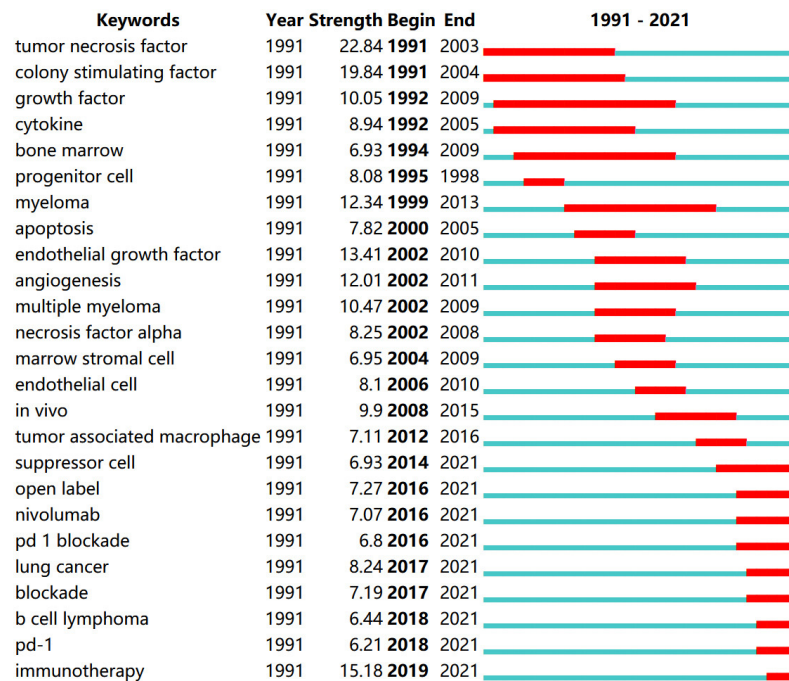 Keywords Year Strength Begin End 1991 - 2021
tumor necrosis factor 1991 22.84 1991 2003
colony stimulating factor 1991 19.84 1991 2004
growth factor 1991 10.05 1992 2009
cytokine 1991 8.94 1992 2005
bone marrow 1991 6.93 1994 2009
progenitor cell 1991 8.08 1995 1998
myeloma 1991 12.34 1999 2013
apoptosis 1991 7.82 2000 2005
endothelial growth factor 1991 13.41 2002 2010
angiogenesis 1991 12.01 2002 2011
multiple myeloma 1991 10.47 2002 2009
necrosis factor alpha 1991 8.25 2002 2008
marrow stromal cell 1991 6.95 2004 2009
endothelial cell 1991 8.1 2006 2010
in vivo 1991 9.9 2008 2015
tumor associated macrophage 1991 7.11 2012 2016
suppressor cell 1991 6.93 2014 2021
open label 1991 7.27 2016 2021
nivolumab 1991 7.07 2016 2021
pd 1 blockade 1991 6.8 2016 2021
lung cancer 1991 8.24 2017 2021
blockade 1991 7.19 2017 2021
b cell lymphoma 1991 6.44 2018 2021
pd-1 1991 6.21 2018 2021
immunotherapy 1991 15.18 2019 2021